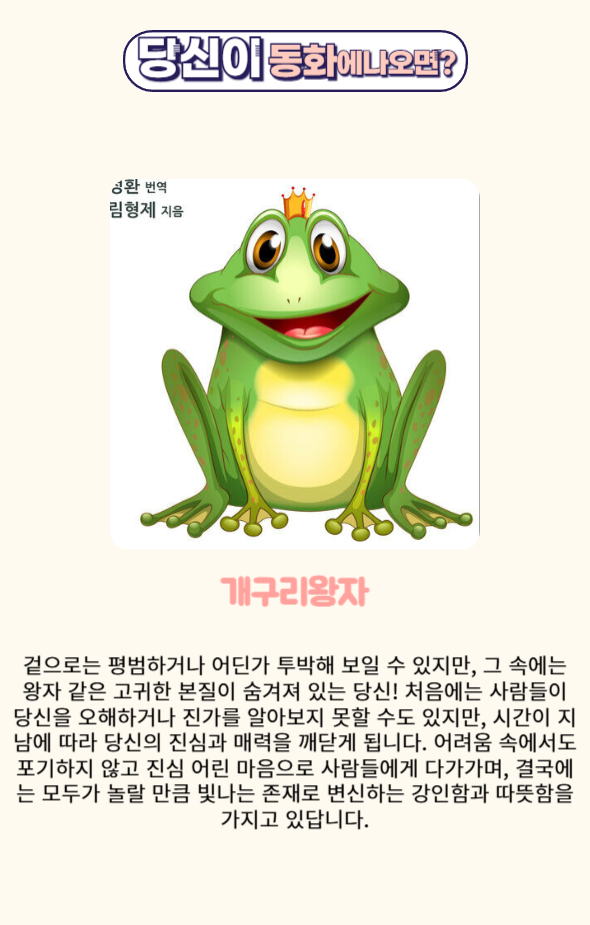 당신이 동화에나오면?
번역
림형제 지음
개구리왕자
겉으로는 평범하거나 어딘가 투박해 보일 수 있지만, 그 속에는
왕자 같은 고귀한 본질이 숨겨져 있는 당신! 처음에는 사람들이
당신을 오해하거나 진가를 알아보지 못할 수도 있지만, 시간이 지
남에 따라 당신의 진심과 매력을 깨닫게 됩니다. 어려움 속에서도
포기하지 않고 진심 어린 마음으로 사람들에게 다가가며, 결국에
는 모두가 놀랄 만큼 빛나는 존재로 변신하는 강인함과 따뜻함을
가지고 있답니다.